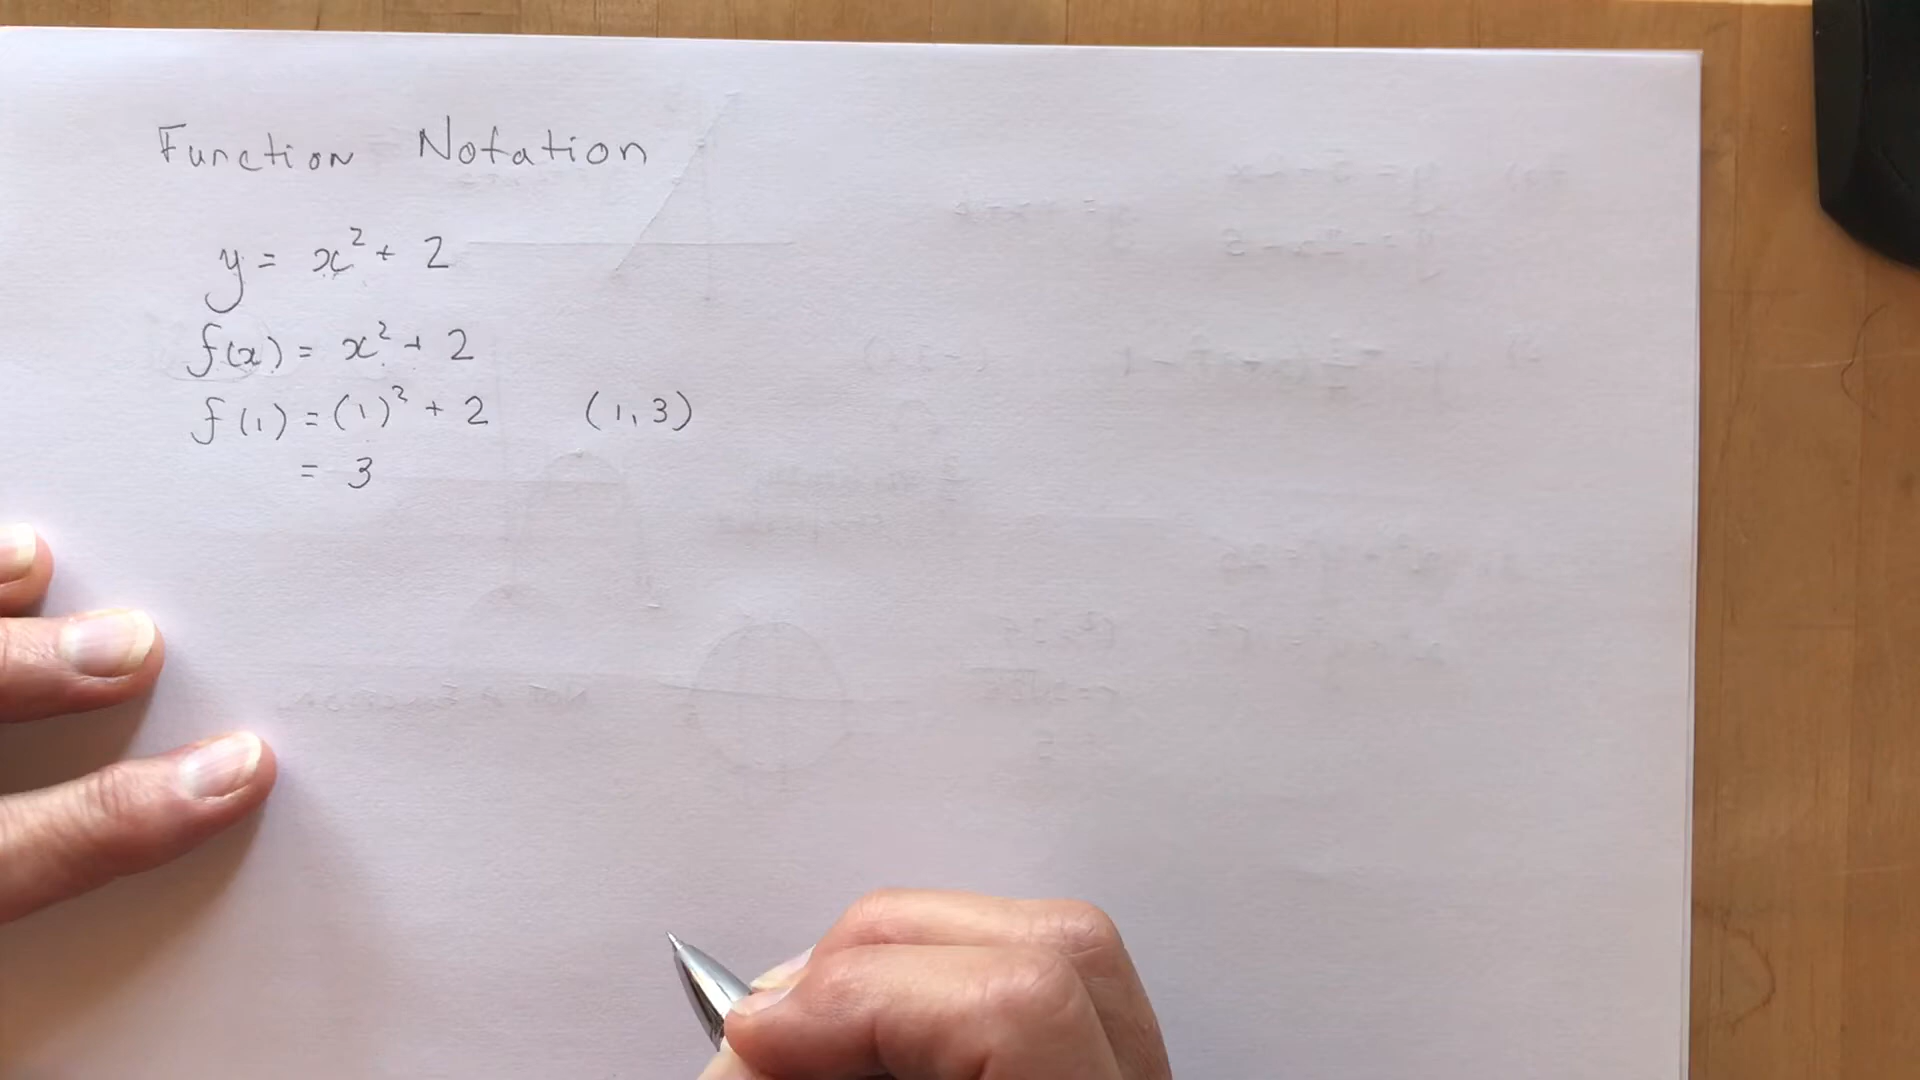 Function Notation
y = x² + 2
f(x) = x² + 2
f(1) = (1)² + 2 (1, 3)
= 3